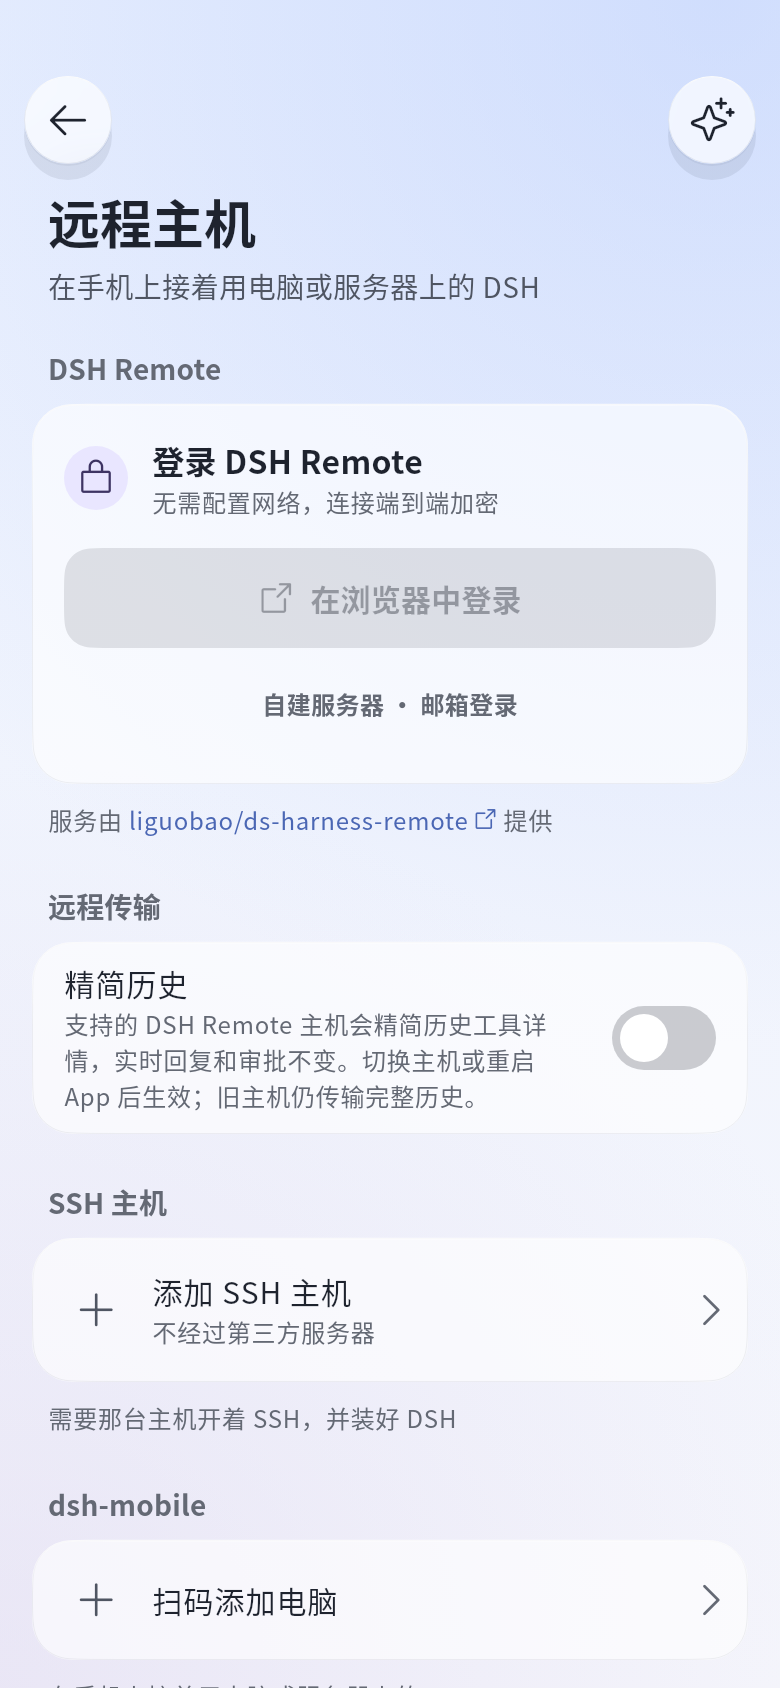 远程主机
在手机上接着用电脑或服务器上的 DSH
DSH Remote
登录 DSH Remote
无需配置网络，连接端到端加密
在浏览器中登录
自建服务器 · 邮箱登录
服务由 liguobao/ds-harness-remote 提供
远程传输
精简历史
支持的 DSH Remote 主机会精简历史工具详
情，实时回复和审批不变。切换主机或重启
App 后生效；旧主机仍传输完整历史。
SSH 主机
添加 SSH 主机
不经过第三方服务器
需要那台主机开着 SSH，并装好 DSH
dsh-mobile
扫码添加电脑